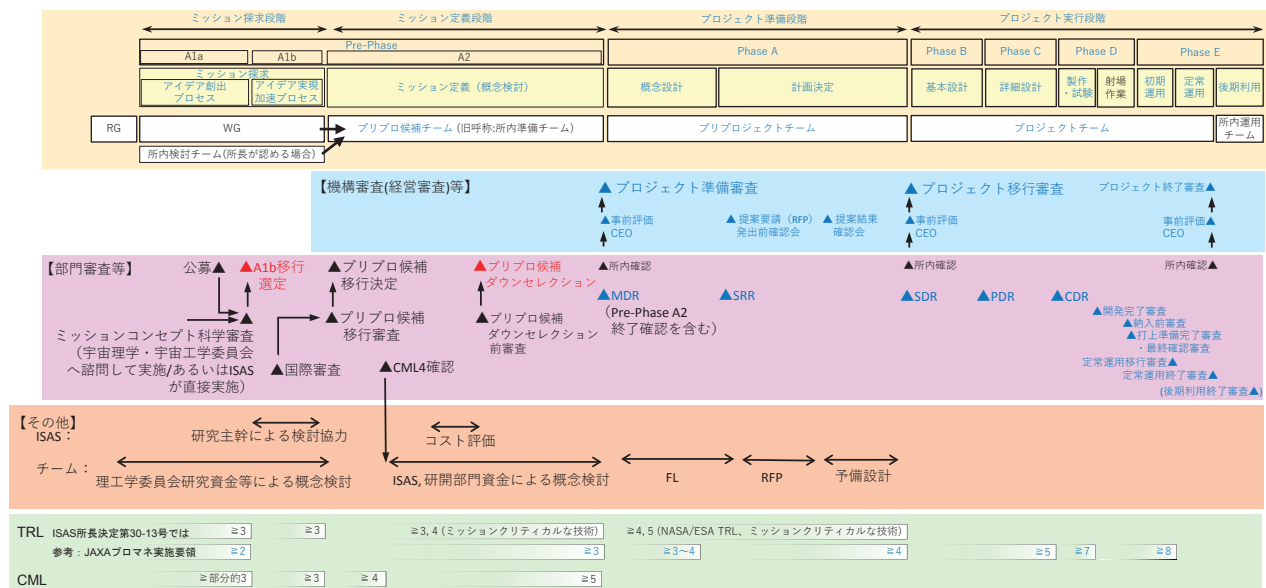 ミッション探求段階
ミッション定義段階
プロジェクト準備段階
プロジェクト実行段階
Pre-Phase
A1a
A1b
A2
Phase A
Phase B
Phase C
Phase D
Phase E
ミッション探求
アイデア創出
プロセス
アイデア実現
加速プロセス
ミッション定義（概念検討）
概念設計
計画決定
基本設計
詳細設計
製作
・試験
射場
作業
初期
運用
定常
運用
後期利用
RG
WG
プリプロ候補チーム (旧呼称:所内準備チーム)
プリプロジェクトチーム
プロジェクトチーム
所内運用
チーム
所内検討チーム(所長が認める場合)
【機構審査(経営審査)等】
▲プロジェクト準備審査
▲プロジェクト移行審査
プロジェクト終了審査▲
▲事前評価
CEO
▲提案要請（RFP）
発出前確認会
▲提案結果
確認会
▲事前評価
CEO
事前評価▲
CEO
【部門審査等】
公募▲
▲A1b移行
選定
▲プリプロ候補
移行決定
▲プリプロ候補
ダウンセレクション
▲所内確認
▲所内確認
所内確認▲
▲MDR
（Pre-Phase A2
終了確認を含む）
▲SRR
▲SDR
▲PDR
▲CDR
▲
ミッションコンセプト科学審査
（宇宙理学・宇宙工学委員会
へ諮問して実施/あるいはISAS
が直接実施）
▲プリプロ候補
移行審査
▲プリプロ候補
ダウンセレクション
前審査
▲国際審査
▲CML4確認
▲開発完了審査
▲納入前審査
▲打上準備完了審査
・最終確認審査
定常運用移行審査▲
定常運用終了審査▲
(後期利用終了審査▲)
【その他】
ISAS：
研究主幹による検討協力
コスト評価
チーム：
理工学委員会研究資金等による概念検討
ISAS, 研開部門資金による概念検討
FL
RFP
予備設計
TRL ISAS所長決定第30-13号では
≧3
≧3
≧3, 4 (ミッションクリティカルな技術)
≧4, 5 (NASA/ESA TRL、ミッションクリティカルな技術)
参考：JAXAプロマネ実施要領
≧2
≧3
≧3～4
≧4
≧5
≧7
≧8
CML
≧部分的3
≧3
≧4
≧5